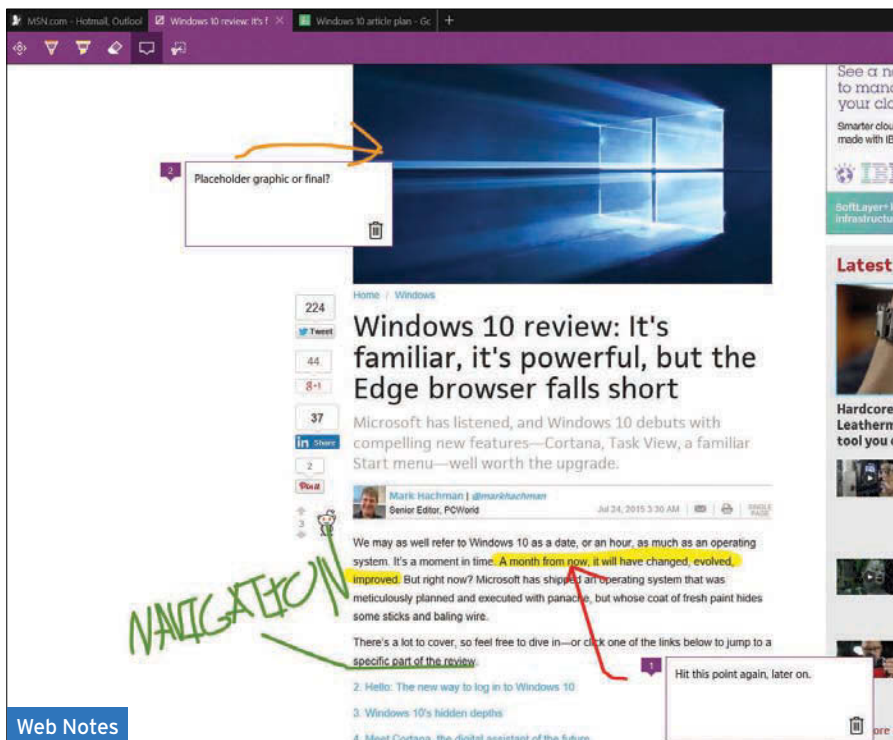 MSN.com - Hotmail, Outlool
Windows 10 review: It's f
Windows 10 article plan - Gc
See a n
to mana
your clo
Smarter clou
made with IB
IB
SoftLayer
infrastructu
2
Placeholder graphic or final?
Latest
Home / Windows
224
Tweet
44
8+1
37
in Share
2
Pin it
3
Windows 10 review: It's
familiar, it's powerful, but the
Edge browser falls short
Microsoft has listened, and Windows 10 debuts with
compelling new features—Cortana, Task View, a familiar
Start menu—well worth the upgrade.
Mark Hachman | @markhachman
Senior Editor, PCWorld
Jul 24, 2015 3:30 AM
SINGLE
PAGE
Hardcore
Leatherm
tool you
We may as well refer to Windows 10 as a date, or an hour, as much as an operating
system. It's a moment in time. A month from now, it will have changed, evolved,
improved. But right now? Microsoft has shipped an operating system that was
meticulously planned and executed with panache, but whose coat of fresh paint hides
some sticks and baling wire.
NAVIGATION
There's a lot to cover, so feel free to dive in—or click one of the links below to jump to a
specific part of the review.
1
Hit this point again, later on.
2. Hello: The new way to log in to Windows 10
3. Windows 10's hidden depths
4. Meet Cortana, the digital assistant of the future
ore
Web Notes